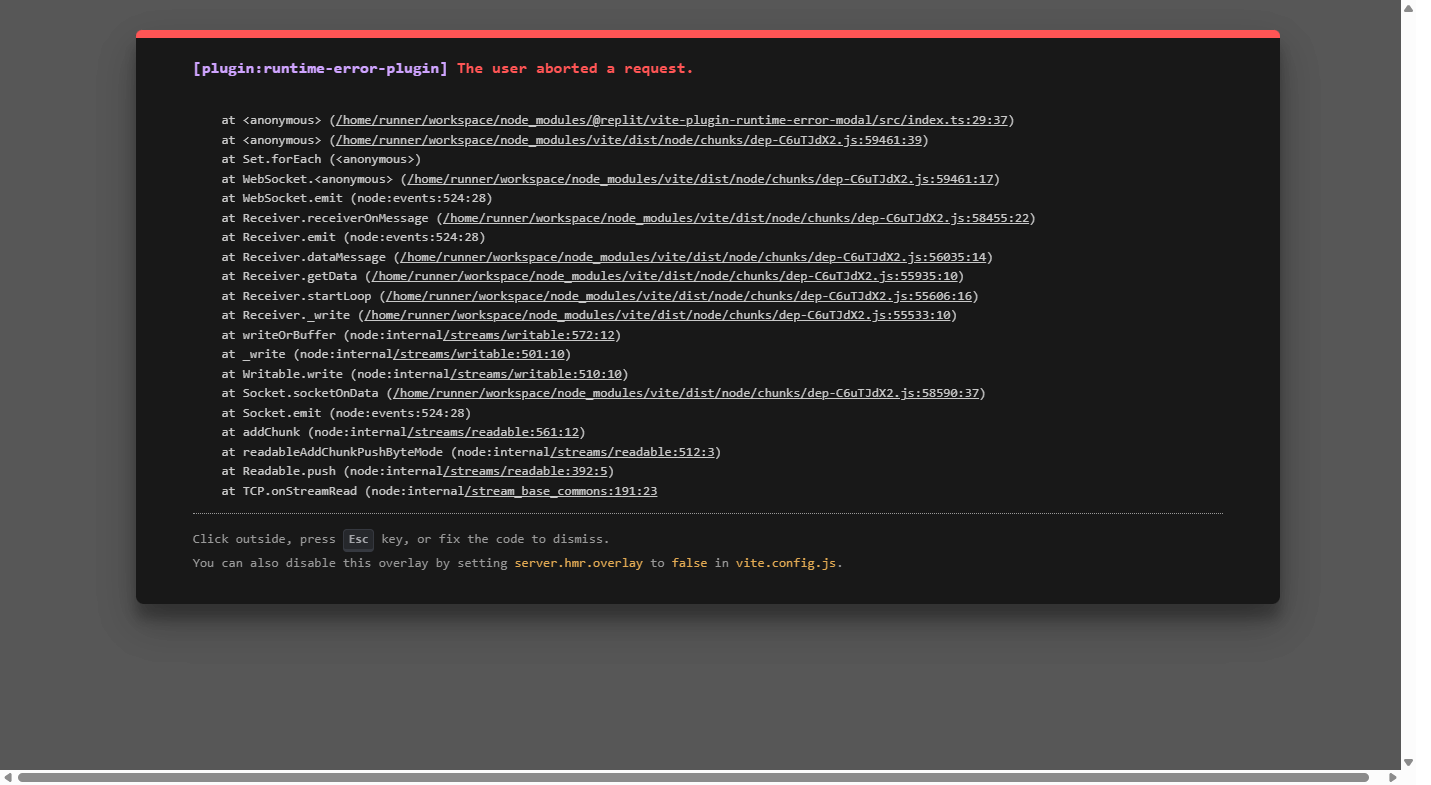 [plugin:runtime-error-plugin] The user aborted a request.
at <anonymous> (/home/runner/workspace/node_modules/@replit/vite-plugin-runtime-error-modal/src/index.ts:29:37)
at <anonymous> (/home/runner/workspace/node_modules/vite/dist/node/chunks/dep-C6uTJdX2.js:59461:39)
at Set.forEach (<anonymous>)
at WebSocket.<anonymous> (/home/runner/workspace/node_modules/vite/dist/node/chunks/dep-C6uTJdX2.js:59461:17)
at WebSocket.emit (node:events:524:28)
at Receiver.receiverOnMessage (/home/runner/workspace/node_modules/vite/dist/node/chunks/dep-C6uTJdX2.js:58455:22)
at Receiver.emit (node:events:524:28)
at Receiver.dataMessage (/home/runner/workspace/node_modules/vite/dist/node/chunks/dep-C6uTJdX2.js:56035:14)
at Receiver.getData (/home/runner/workspace/node_modules/vite/dist/node/chunks/dep-C6uTJdX2.js:55935:10)
at Receiver.startLoop (/home/runner/workspace/node_modules/vite/dist/node/chunks/dep-C6uTJdX2.js:55606:16)
at Receiver._write (/home/runner/workspace/node_modules/vite/dist/node/chunks/dep-C6uTJdX2.js:55533:10)
at writeOrBuffer (node:internal/streams/writable:572:12)
at _write (node:internal/streams/writable:501:10)
at Writable.write (node:internal/streams/writable:510:10)
at Socket.socketOnData (/home/runner/workspace/node_modules/vite/dist/node/chunks/dep-C6uTJdX2.js:58590:37)
at Socket.emit (node:events:524:28)
at addChunk (node:internal/streams/readable:561:12)
at readableAddChunkPushByteMode (node:internal/streams/readable:512:3)
at Readable.push (node:internal/streams/readable:392:5)
at TCP.onStreamRead (node:internal/stream_base_commons:191:23
Click outside, press Esc key, or fix the code to dismiss.
You can also disable this overlay by setting server.hmr.overlay to false in vite.config.js.